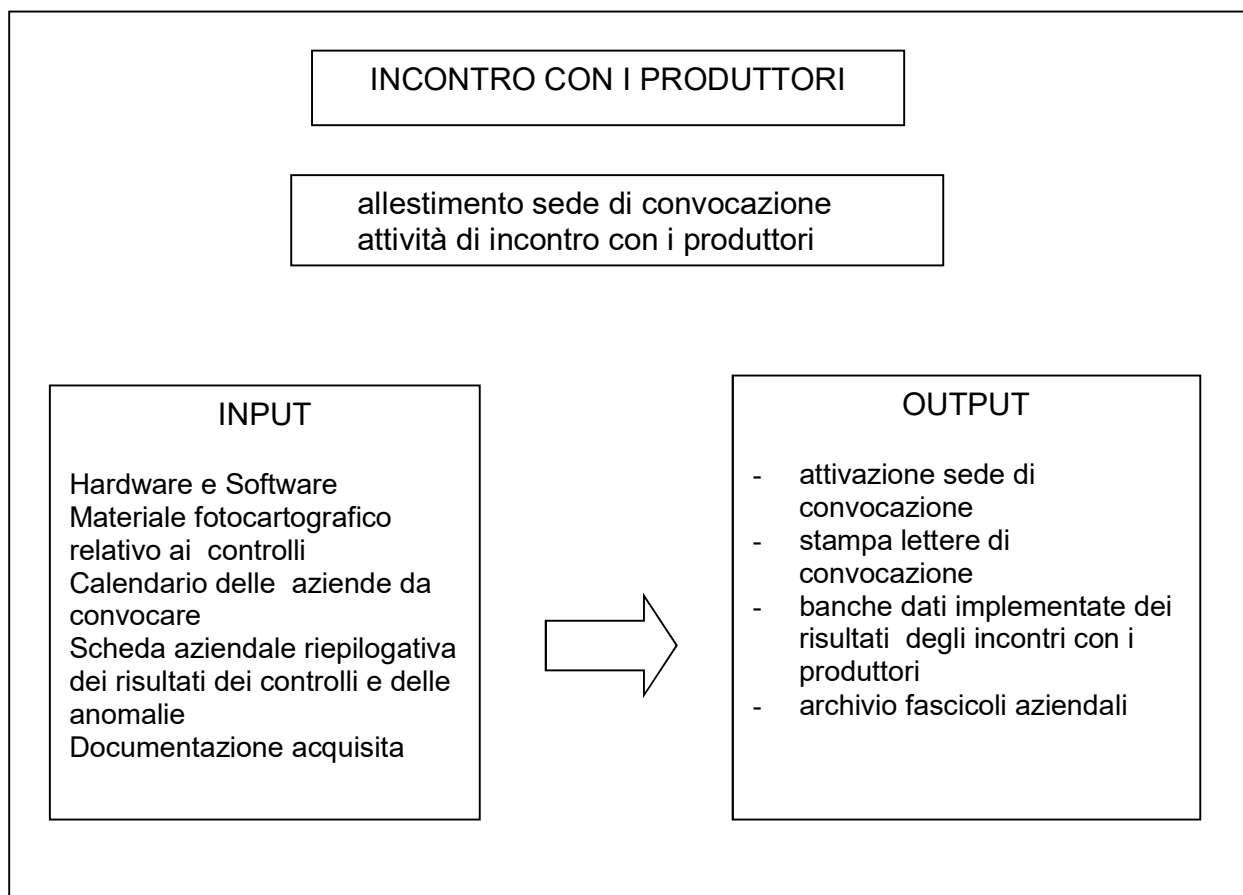 INCONTRO CON I PRODUTTORI
allestimento sede di convocazione
attività di incontro con i produttori
INPUT
Hardware e Software
Materiale fotocartografico
relativo ai controlli
Calendario delle aziende da
convocare
Scheda aziendale riepilogativa
dei risultati dei controlli e delle
anomalie
Documentazione acquisita
OUTPUT
- attivazione sede di
convocazione
- stampa lettere di
convocazione
- banche dati implementate dei
risultati degli incontri con i
produttori
- archivio fascicoli aziendali